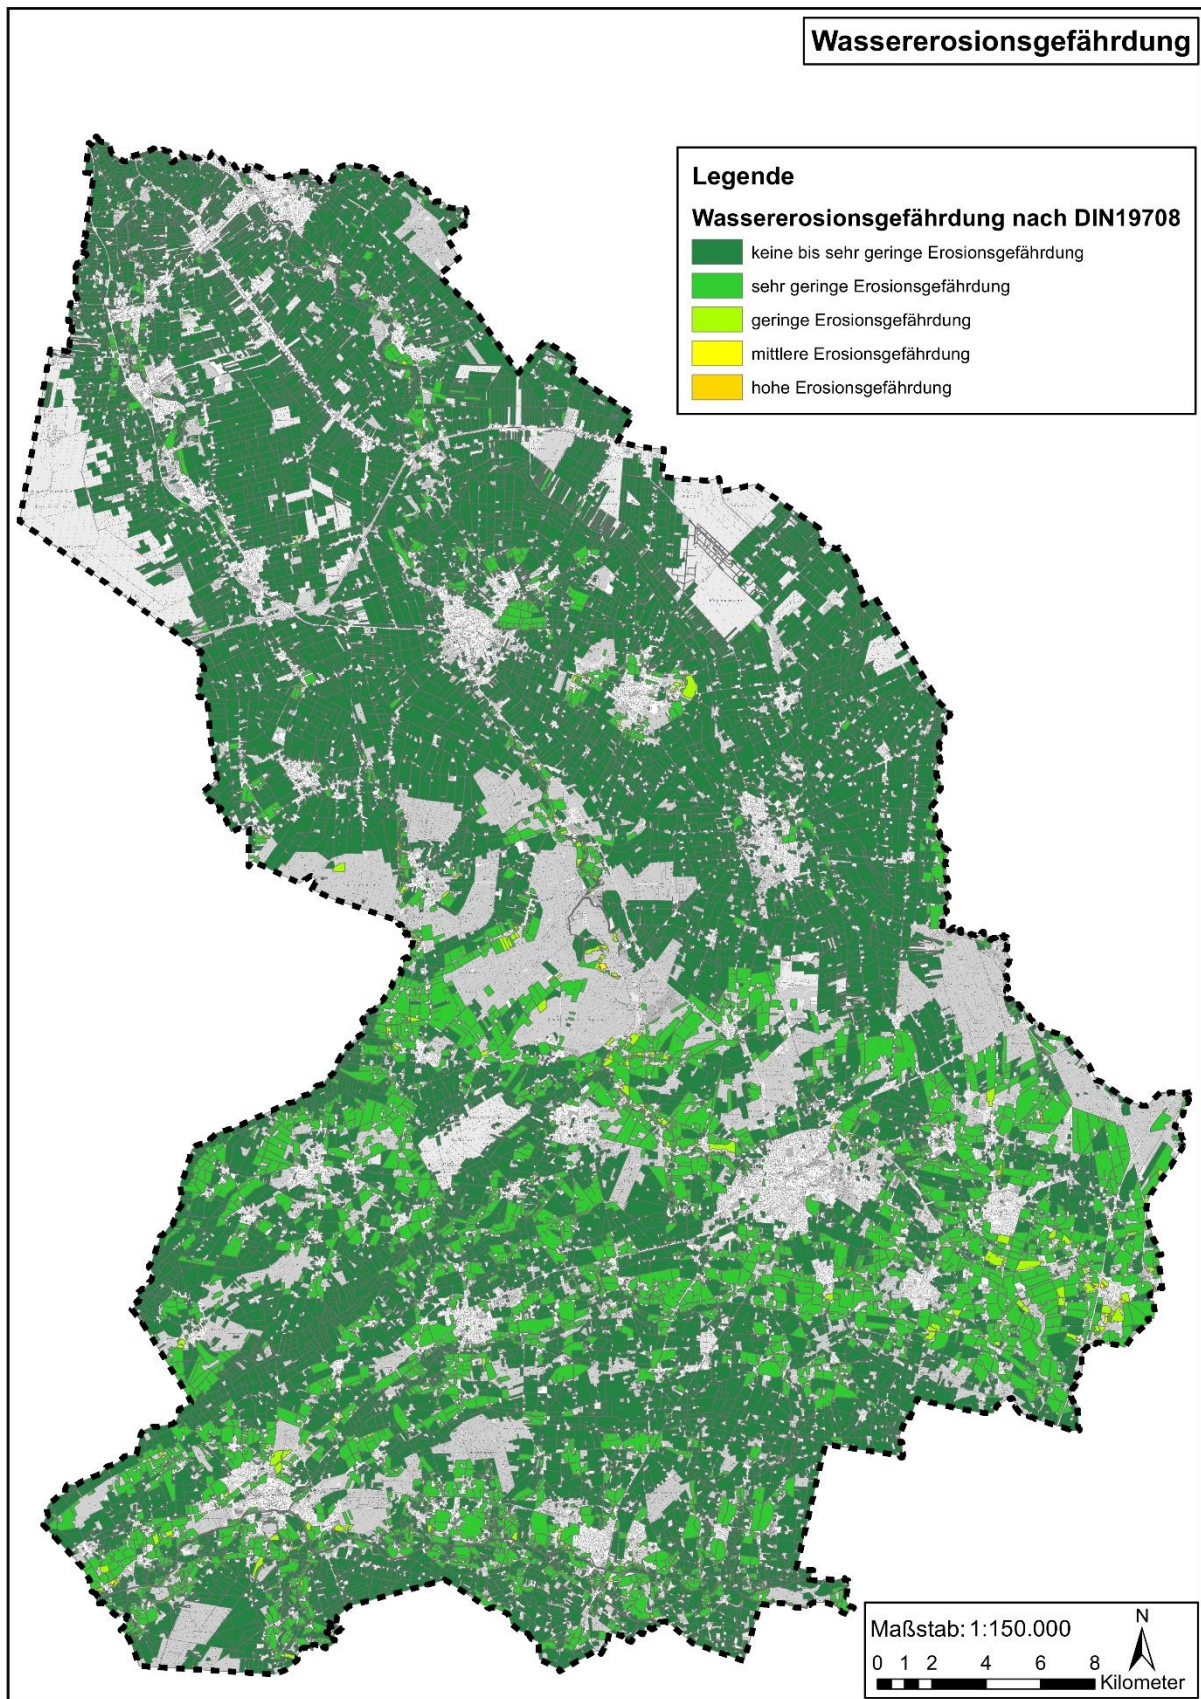 Wassererosionsgefährdung
Legende
Wassererosionsgefährdung nach DIN19708
keine bis sehr geringe Erosionsgefährdung
sehr geringe Erosionsgefährdung
geringe Erosionsgefährdung
mittlere Erosionsgefährdung
hohe Erosionsgefährdung
Maßstab: 1:150.000
N
0 1 2 4 6 8
Kilometer